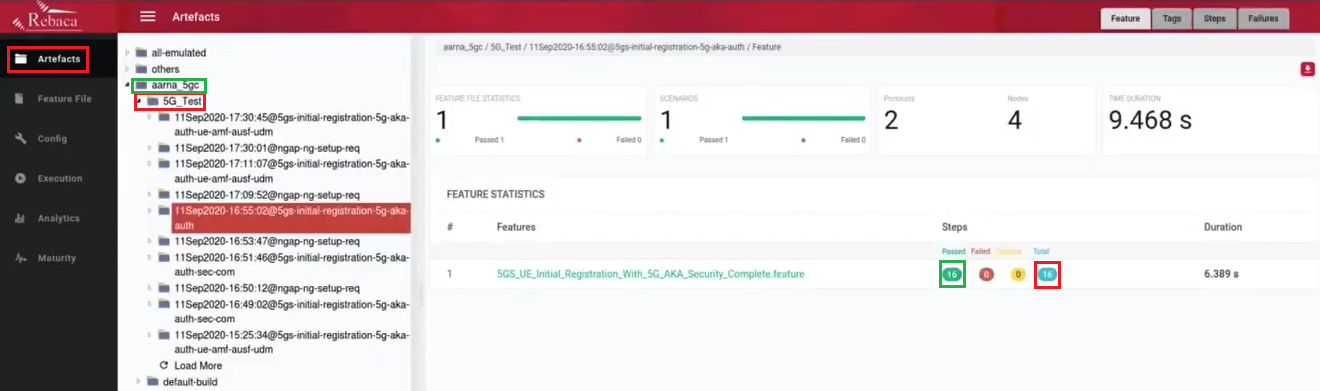 Rebaca
Artefacts
Feature
Tags
Steps
Failures
Artefacts
Feature File
Config
Execution
Analytics
Maturity
all-emulated
others
aarna_5gc
5G_Test
11Sep2020-17:30:45@5gs-initial-registration-5g-aka-
auth-ue-amf-ausf-udm
11Sep2020-17:30:01@ngap-ng-setup-req
11Sep2020-17:11:07@5gs-initial-registration-5g-aka-
auth-ue-amf-ausf-udm
11Sep2020-17:09:52@ngap-ng-setup-req
11Sep2020-16:55:02@5gs-initial-registration-5g-aka-
auth
11Sep2020-16:53:47@ngap-ng-setup-req
11Sep2020-16:51:46@5gs-initial-registration-5g-aka-
auth-sec-com
11Sep2020-16:50:12@ngap-ng-setup-req
11Sep2020-16:49:02@5gs-initial-registration-5g-aka-
auth-sec-com
11Sep2020-15:25:34@5gs-initial-registration-5g-aka-
auth-ue-amf-ausf-udm
Load More
default-build
aarna_5gc / 5G_Test / 11Sep2020-16:55:02@5gs-initial-registration-5g-aka-auth / Feature
FEATURE FILE STATISTICS
1
Passed 1
Failed 0
SCENARIOS
1
Passed 1
Failed 0
Protocols
2
Nodes
4
TIME DURATION
9.468 s
FEATURE STATISTICS
# Features Steps Duration
Passed Failed Total
1 5GS_UE_Initial_Registration_With_5G_AKA_Security_Complete.feature 16 0 0 16 6.389 s